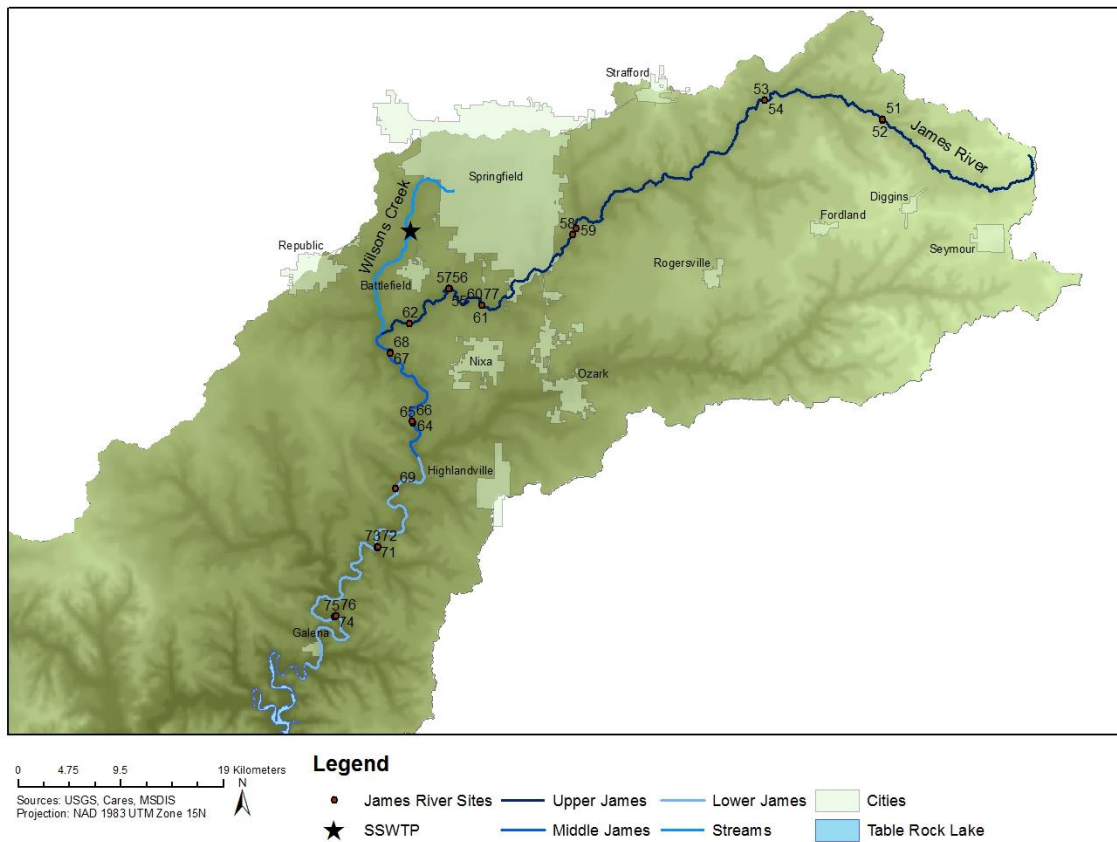 Strafford
53
54
51
52
James River
Springfield
Wilsons Creek
Diggins
Fordland
Seymour
58
59
Republic
Rogersville
Battlefield
5756
55
6077
61
62
68
67
Nixa
Ozark
6566
64
Highlandville
69
7372
71
7576
74
Galena
0 4.75 9.5 19 Kilometers
N
Sources: USGS, Cares, MSDIS
Projection: NAD 1983 UTM Zone 15N
Legend
James River Sites
Upper James
Lower James
Cities
SSWTP
Middle James
Streams
Table Rock Lake